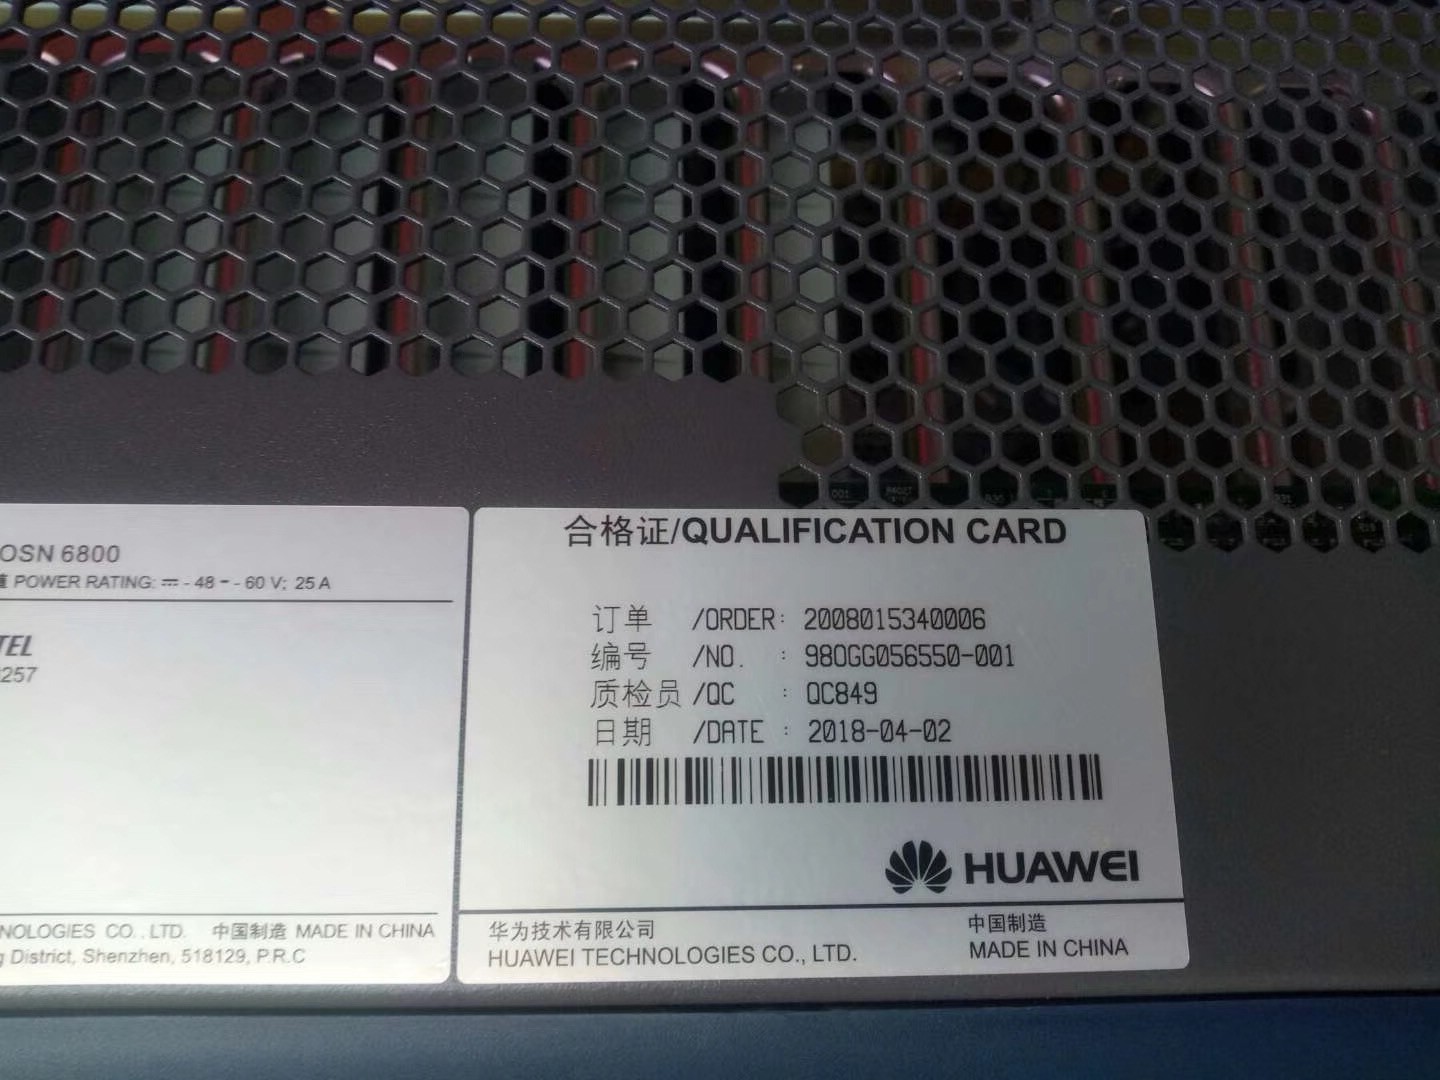 OSN 6800
POWER RATING: ⎓ - 48 - - 60 V; 25 A
TEL
257
NOLOGIES CO., LTD. 中国制造 MADE IN CHINA
g District, Shenzhen, 518129, P.R.C
合格证/QUALIFICATION CARD
订单 /ORDER: 2008015340006
编号 /NO. : 980GG056550-001
质检员 /QC : QC849
日期 /DATE : 2018-04-02
HUAWEI
华为技术有限公司 中国制造
HUAWEI TECHNOLOGIES CO., LTD. MADE IN CHINA